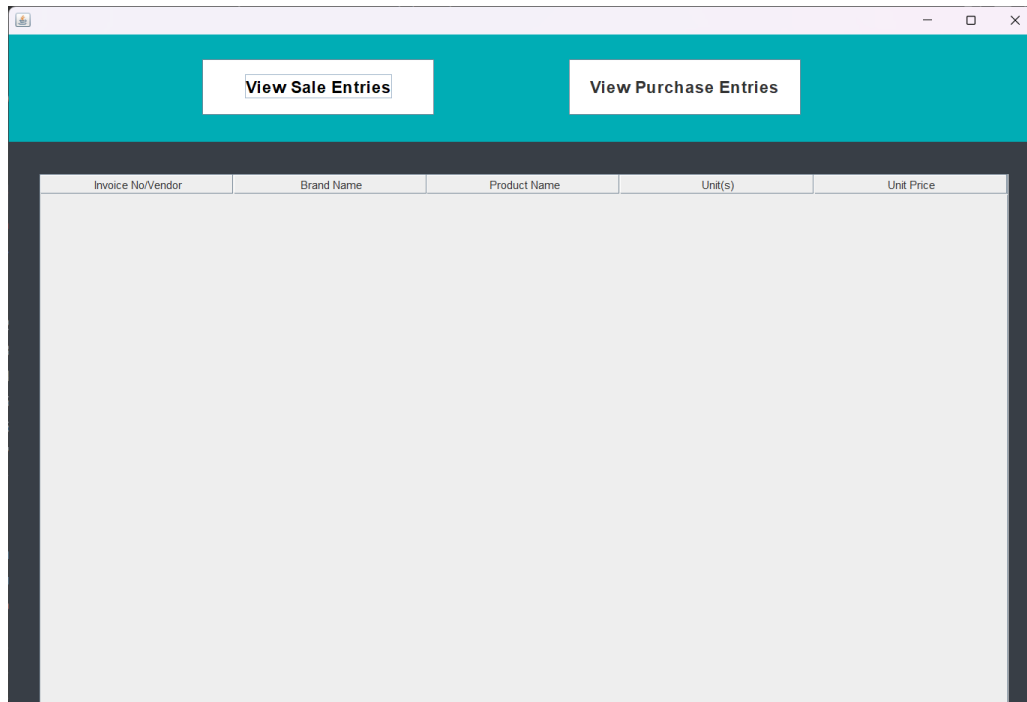 View Sale Entries
View Purchase Entries
Invoice No/Vendor
Brand Name
Product Name
Unit(s)
Unit Price